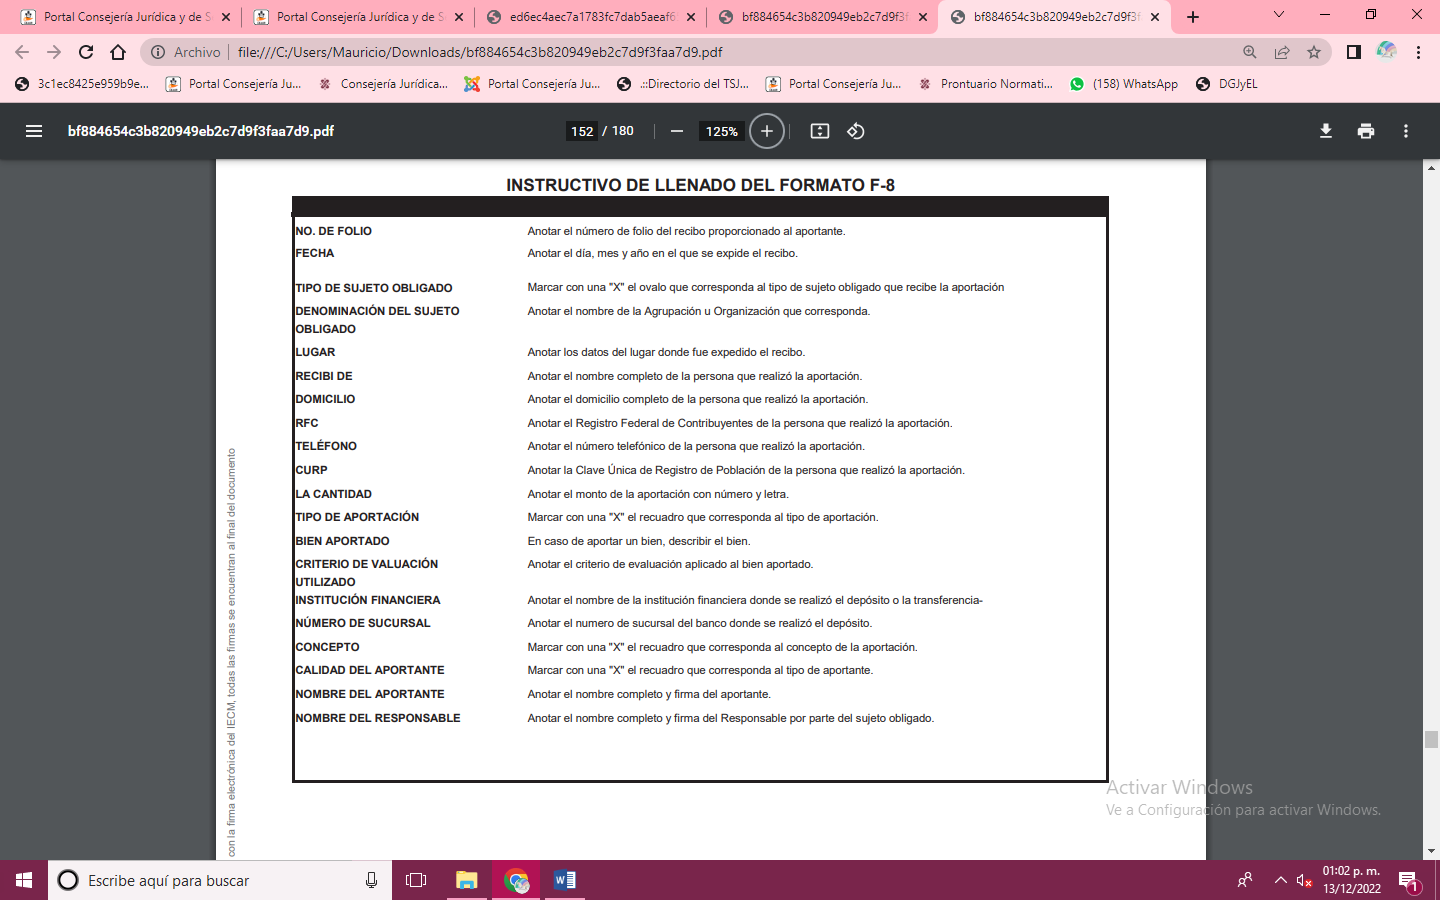 Portal Consejería Jurídica y de S
Portal Consejería Jurídica y de S
ed6ec4aec7a1783fc7dab5aeaf6
bf884654c3b820949eb2c7d9f3f
bf884654c3b820949eb2c7d9f3f
Archivo
file:///C:/Users/Mauricio/Downloads/bf884654c3b820949eb2c7d9f3faa7d9.pdf
3c1ec8425e959b9e...
Portal Consejería Ju...
Consejería Jurídica...
Portal Consejería Ju...
.::Directorio del TSJ...
Portal Consejería Ju...
Prontuario Normati...
(158) WhatsApp
DGJyEL
bf884654c3b820949eb2c7d9f3faa7d9.pdf
152 / 180
125%
INSTRUCTIVO DE LLENADO DEL FORMATO F-8
NO. DE FOLIO Anotar el número de folio del recibo proporcionado al aportante.
FECHA Anotar el día, mes y año en el que se expide el recibo.
TIPO DE SUJETO OBLIGADO Marcar con una "X" el ovalo que corresponda al tipo de sujeto obligado que recibe la aportación
DENOMINACIÓN DEL SUJETO Anotar el nombre de la Agrupación u Organización que corresponda.
OBLIGADO
LUGAR Anotar los datos del lugar donde fue expedido el recibo.
RECIBI DE Anotar el nombre completo de la persona que realizó la aportación.
DOMICILIO Anotar el domicilio completo de la persona que realizó la aportación.
RFC Anotar el Registro Federal de Contribuyentes de la persona que realizó la aportación.
TELÉFONO Anotar el número telefónico de la persona que realizó la aportación.
CURP Anotar la Clave Única de Registro de Población de la persona que realizó la aportación.
LA CANTIDAD Anotar el monto de la aportación con número y letra.
TIPO DE APORTACIÓN Marcar con una "X" el recuadro que corresponda al tipo de aportación.
BIEN APORTADO En caso de aportar un bien, describir el bien.
CRITERIO DE VALUACIÓN Anotar el criterio de evaluación aplicado al bien aportado.
UTILIZADO
INSTITUCIÓN FINANCIERA Anotar el nombre de la institución financiera donde se realizó el depósito o la transferencia-
NÚMERO DE SUCURSAL Anotar el numero de sucursal del banco donde se realizó el depósito.
CONCEPTO Marcar con una "X" el recuadro que corresponda al concepto de la aportación.
CALIDAD DEL APORTANTE Marcar con una "X" el recuadro que corresponda al tipo de aportante.
NOMBRE DEL APORTANTE Anotar el nombre completo y firma del aportante.
NOMBRE DEL RESPONSABLE Anotar el nombre completo y firma del Responsable por parte del sujeto obligado.
con la firma electrónica del IECM, todas las firmas se encuentran al final del documento
Activar Windows
Ve a Configuración para activar Windows.
Escribe aquí para buscar
01:02 p. m.
13/12/2022
1